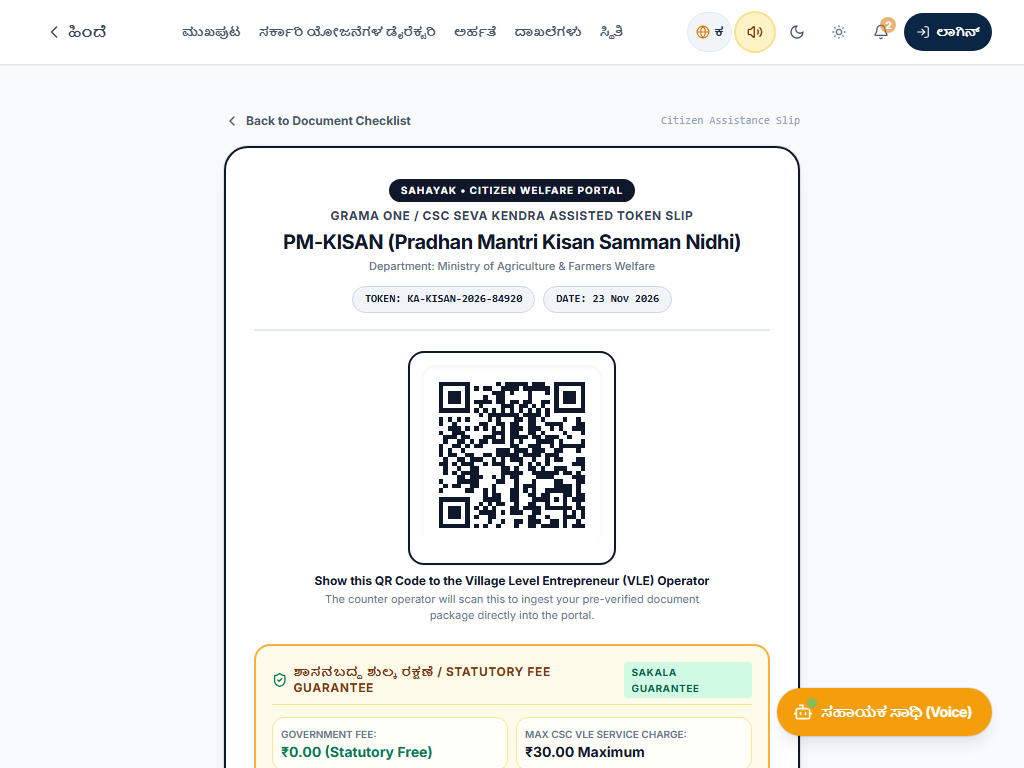 ಹಿಂದೆ
ಮುಖಪುಟ
ಸರ್ಕಾರಿ ಯೋಜನೆಗಳ ಡೈರೆಕ್ಟರಿ
ಅರ್ಹತೆ
ದಾಖಲೆಗಳು
ಸ್ಥಿತಿ
ಕ
2
ಲಾಗಿನ್
Back to Document Checklist
Citizen Assistance Slip
SAHAYAK • CITIZEN WELFARE PORTAL
GRAMA ONE / CSC SEVA KENDRA ASSISTED TOKEN SLIP
PM-KISAN (Pradhan Mantri Kisan Samman Nidhi)
Department: Ministry of Agriculture & Farmers Welfare
TOKEN: KA-KISAN-2026-84920
DATE: 23 Nov 2026
Show this QR Code to the Village Level Entrepreneur (VLE) Operator
The counter operator will scan this to ingest your pre-verified document
package directly into the portal.
ಶಾಸನಬದ್ಧ ಶುಲ್ಕ ರಕ್ಷಣೆ / STATUTORY FEE
GUARANTEE
SAKALA
GUARANTEE
GOVERNMENT FEE:
₹0.00 (Statutory Free)
MAX CSC VLE SERVICE CHARGE:
₹30.00 Maximum
ಸಹಾಯಕ ಸಾಥಿ (Voice)